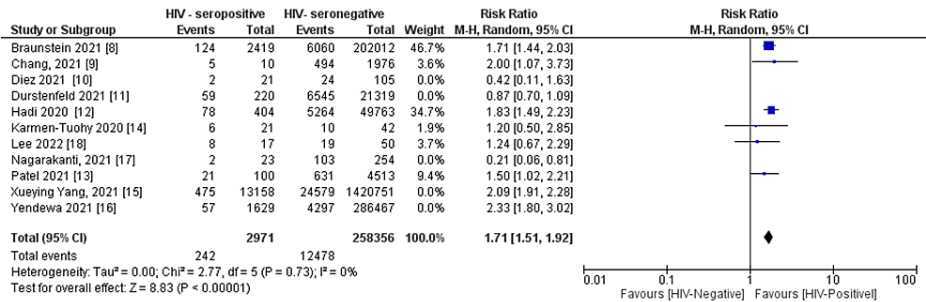 HIV - seropositive HIV- seronegative Risk Ratio Risk Ratio
Study or Subgroup Events Total Events Total Weight M-H, Random, 95% CI M-H, Random, 95% CI
Braunstein 2021 [8] 124 2419 6060 202012 46.7% 1.71 [1.44, 2.03]
Chang, 2021 [9] 5 10 494 1976 3.6% 2.00 [1.07, 3.73]
Diez 2021 [10] 2 21 24 105 0.0% 0.42 [0.11, 1.63]
Durstenfeld 2021 [11] 59 220 6545 21319 0.0% 0.87 [0.70, 1.09]
Hadi 2020 [12] 78 404 5264 49763 34.7% 1.83 [1.49, 2.23]
Karmen-Tuohy 2020 [14] 6 21 10 42 1.9% 1.20 [0.50, 2.85]
Lee 2022 [18] 8 17 19 50 3.7% 1.24 [0.67, 2.29]
Nagarakanti, 2021 [17] 2 23 103 254 0.0% 0.21 [0.06, 0.81]
Patel 2021 [13] 21 100 631 4513 9.4% 1.50 [1.02, 2.21]
Xueying Yang, 2021 [15] 475 13158 24579 1420751 0.0% 2.09 [1.91, 2.28]
Yendewa 2021 [16] 57 1629 4297 286467 0.0% 2.33 [1.80, 3.02]
Total (95% CI) 2971 258356 100.0% 1.71 [1.51, 1.92]
Total events 242 12478
Heterogeneity: Tau² = 0.00; Chi² = 2.77, df = 5 (P = 0.73); I² = 0%
Test for overall effect: Z = 8.83 (P < 0.00001)
0.01 0.1 1 10 100
Favours [HIV-Negative] Favours [HIV-Positivel]